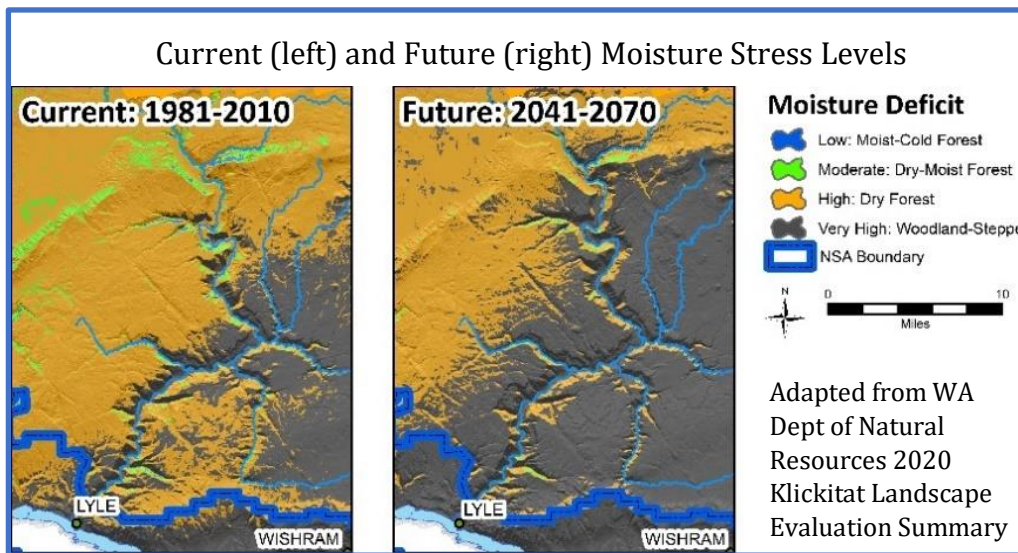 Current (left) and Future (right) Moisture Stress Levels
Current: 1981-2010
LYLE
WISHRAM
Future: 2041-2070
LYLE
WISHRAM
Moisture Deficit
Low: Moist-Cold Forest
Moderate: Dry-Moist Forest
High: Dry Forest
Very High: Woodland-Steppe
NSA Boundary
N
0 10
Miles
Adapted from WA
Dept of Natural
Resources 2020
Klickitat Landscape
Evaluation Summary